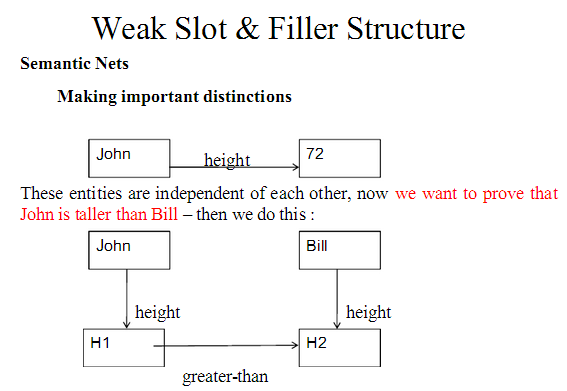 Weak Slot & Filler Structure
Semantic Nets
Making important distinctions
John
height
72
These entities are independent of each other, now we want to prove that
John is taller than Bill – then we do this :
John
Bill
height
height
H1
H2
greater-than